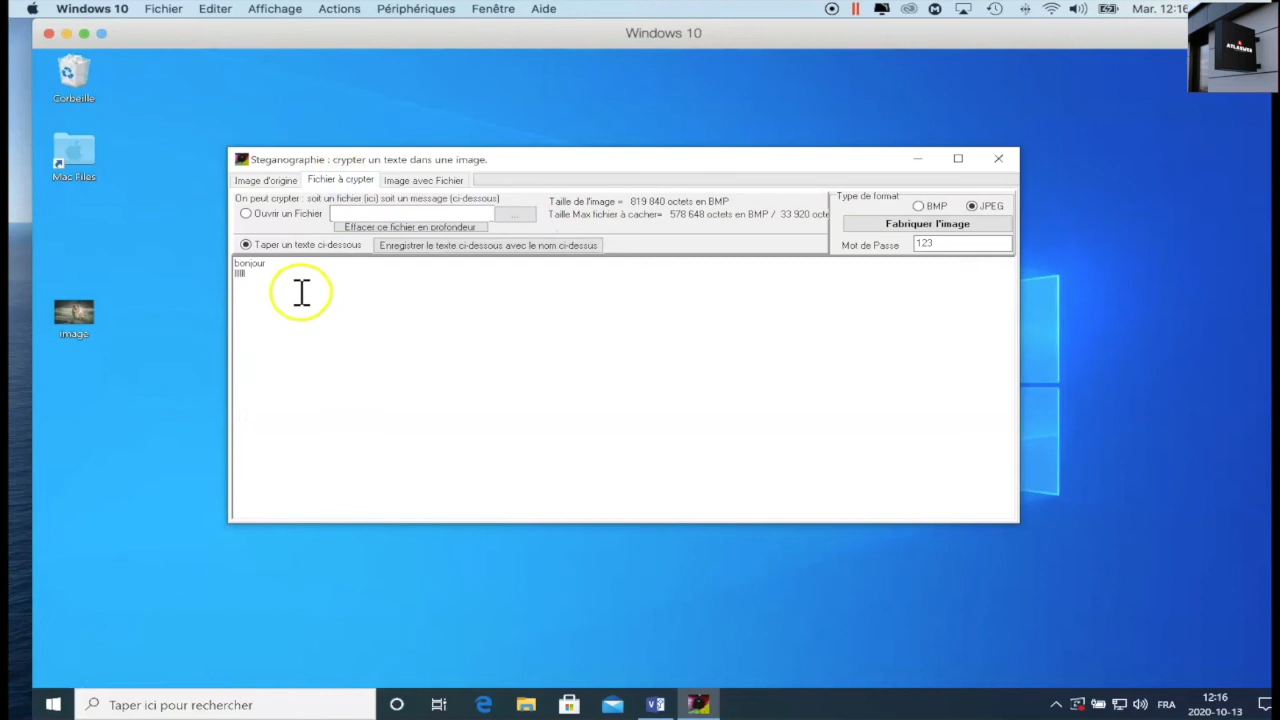 Windows 10 Fichier Editer Affichage Actions Périphériques Fenêtre Aide Mar. 12:16
Windows 10
ATLASWEB
Corbeille
Mac Files
Image
Steganographie : crypter un texte dans une image.
Image d'origine Fichier à crypter Image avec Fichier
On peut crypter : soit un fichier (ici) soit un message (ci-dessous)
Ouvrir un Fichier ...
Effacer ce fichier en profondeur
Taille de l'image = 819 840 octets en BMP
Taille Max fichier à cacher= 578 648 octets en BMP / 33 920 octe
Type de format
BMP JPEG
Fabriquer l'image
Mot de Passe 123
Taper un texte ci-dessous Enregistrer le texte ci-dessous avec le nom ci-dessus
bonjour
Taper ici pour rechercher
FRA
12:16
2020-10-13